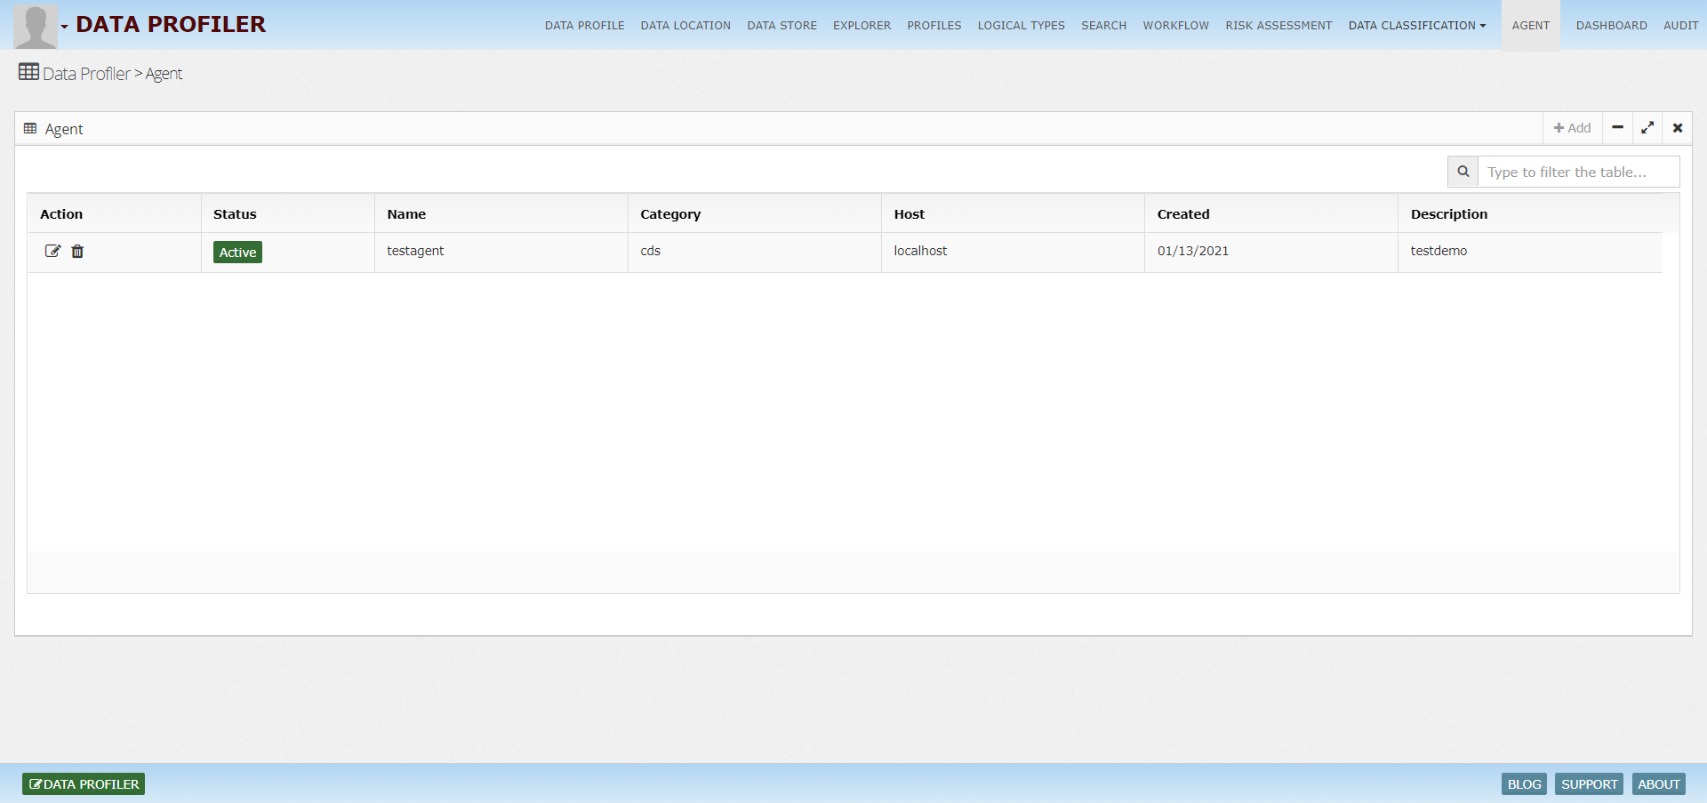 DATA PROFILER
DATA PROFILE DATA LOCATION DATA STORE EXPLORER PROFILES LOGICAL TYPES SEARCH WORKFLOW RISK ASSESSMENT DATA CLASSIFICATION AGENT DASHBOARD AUDIT
Data Profiler > Agent
Agent
Add
Type to filter the table...
Action Status Name Category Host Created Description
Active testagent cds localhost 01/13/2021 testdemo
DATA PROFILER
BLOG SUPPORT ABOUT